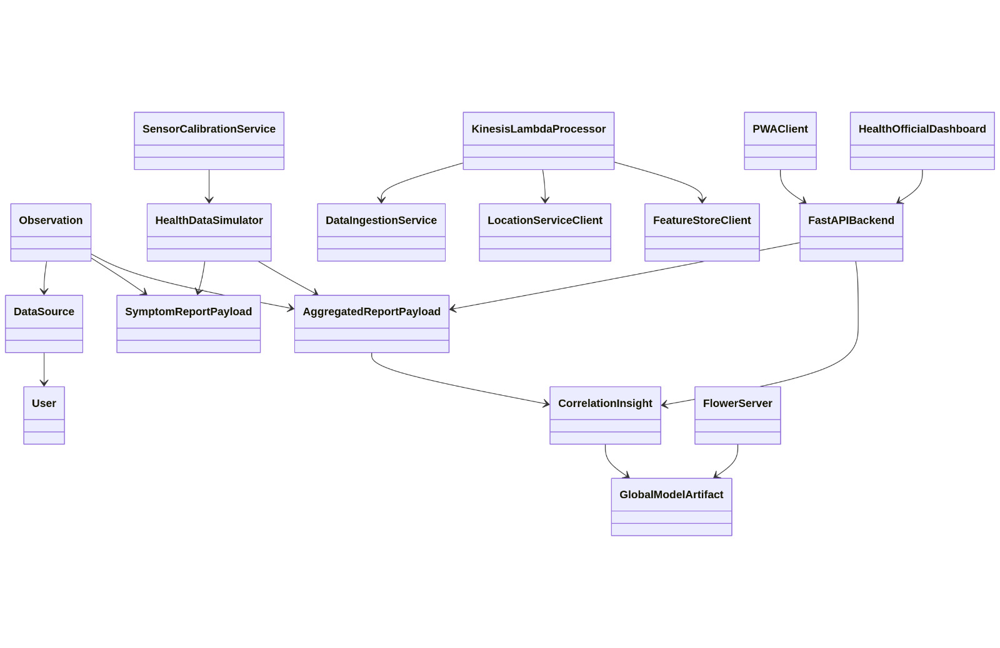 SensorCalibrationService
KinesisLambdaProcessor
PWAClient
HealthOfficialDashboard
Observation
HealthDataSimulator
DataIngestionService
LocationServiceClient
FeatureStoreClient
FastAPIBackend
DataSource
SymptomReportPayload
AggregatedReportPayload
User
CorrelationInsight
FlowerServer
GlobalModelArtifact